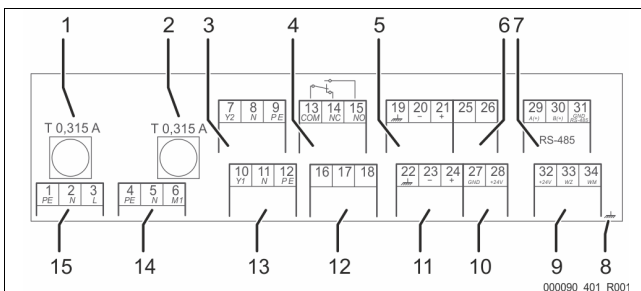 1 2 3 4 5 6 7
T 0,315 A T 0,315 A
7 8 9 13 14 15 19 20 21 25 26 29 30 31
Y2 N PE COM NC NO - + A(+) B(+) GND RS-485
RS-485
10 11 12 16 17 18 22 23 24 27 28 32 33 34
Y1 N PE - + GND +24V +24V WZ WM
1 2 3 4 5 6
PE N L PE N M1
15 14 13 12 11 10 9 8
000090_401_R001